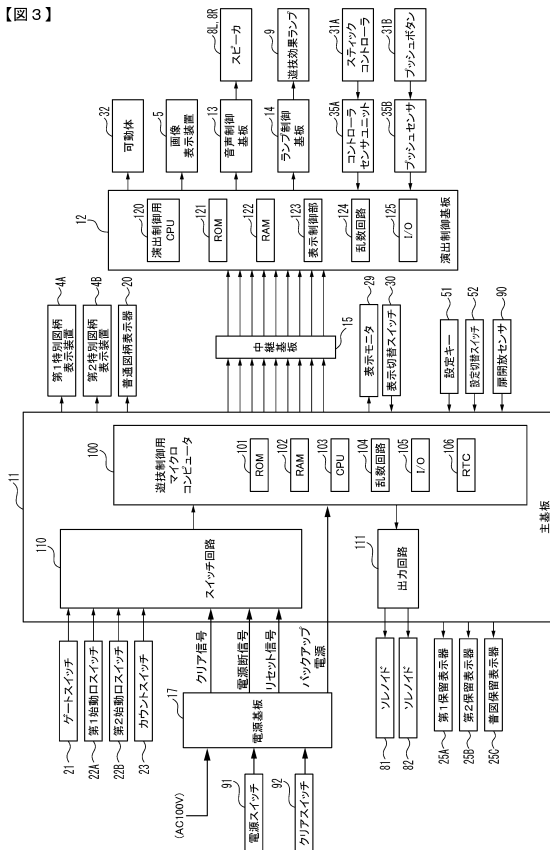 【図3】
8L, 8R
スピーカ
9
遊技効果ランプ
31A
スティック
コントローラ
31B
プッシュボタン
32
可動体
5
画像
表示装置
13
音声制御
基板
14
ランプ制御
基板
35A
コントローラ
センサユニット
35B
プッシュセンサ
12
120
演出制御用
CPU
121
ROM
122
RAM
123
表示制御部
124
乱数回路
125
I/O
演出制御基板
4A
第1特別図柄
表示装置
4B
第2特別図柄
表示装置
20
普通図柄表示器
15
中継基板
29
表示モニタ
30
表示切替スイッチ
51
設定キー
52
設定切替スイッチ
90
扉開放センサ
11
100
遊技制御用
マイクロ
コンピュータ
101
ROM
102
RAM
103
CPU
104
乱数回路
105
I/O
106
RTC
主基板
110
スイッチ回路
111
出力回路
クリア信号
電源断信号
リセット信号
バックアップ
電源
21
ゲートスイッチ
22A
第1始動口スイッチ
22B
第2始動口スイッチ
23
カウントスイッチ
17
電源基板
(AC100V)
91
電源スイッチ
92
クリアスイッチ
81
ソレノイド
82
ソレノイド
25A
第1保留表示器
25B
第2保留表示器
25C
普図保留表示器